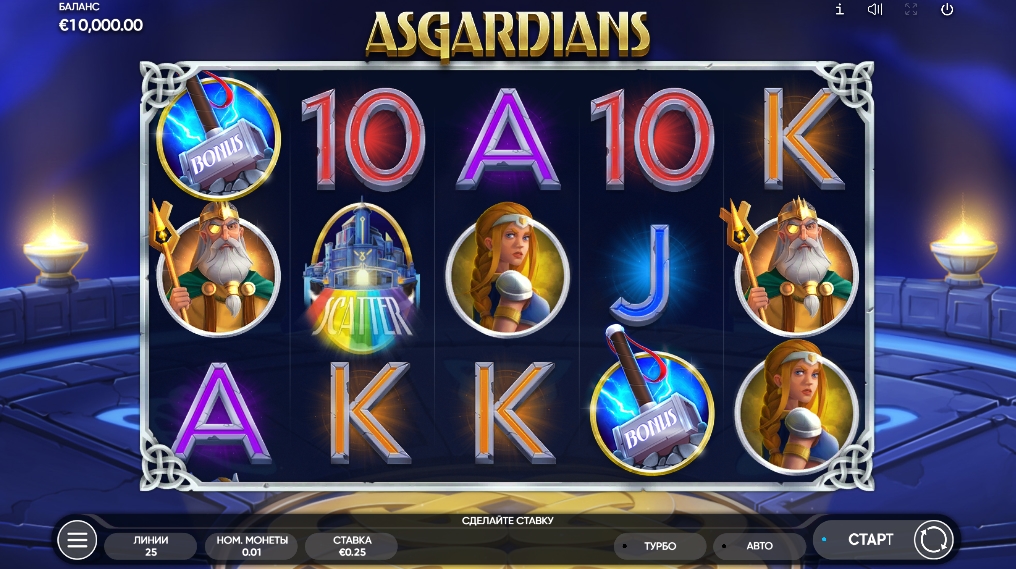 БАЛАНС
€10,000.00
ASGARDIANS
BONUS
10
A
10
K
SCATTER
J
A
K
K
BONUS
СДЕЛАЙТЕ СТАВКУ
ЛИНИИ
25
НОМ. МОНЕТЫ
0.01
СТАВКА
€0.25
ТУРБО
АВТО
СТАРТ